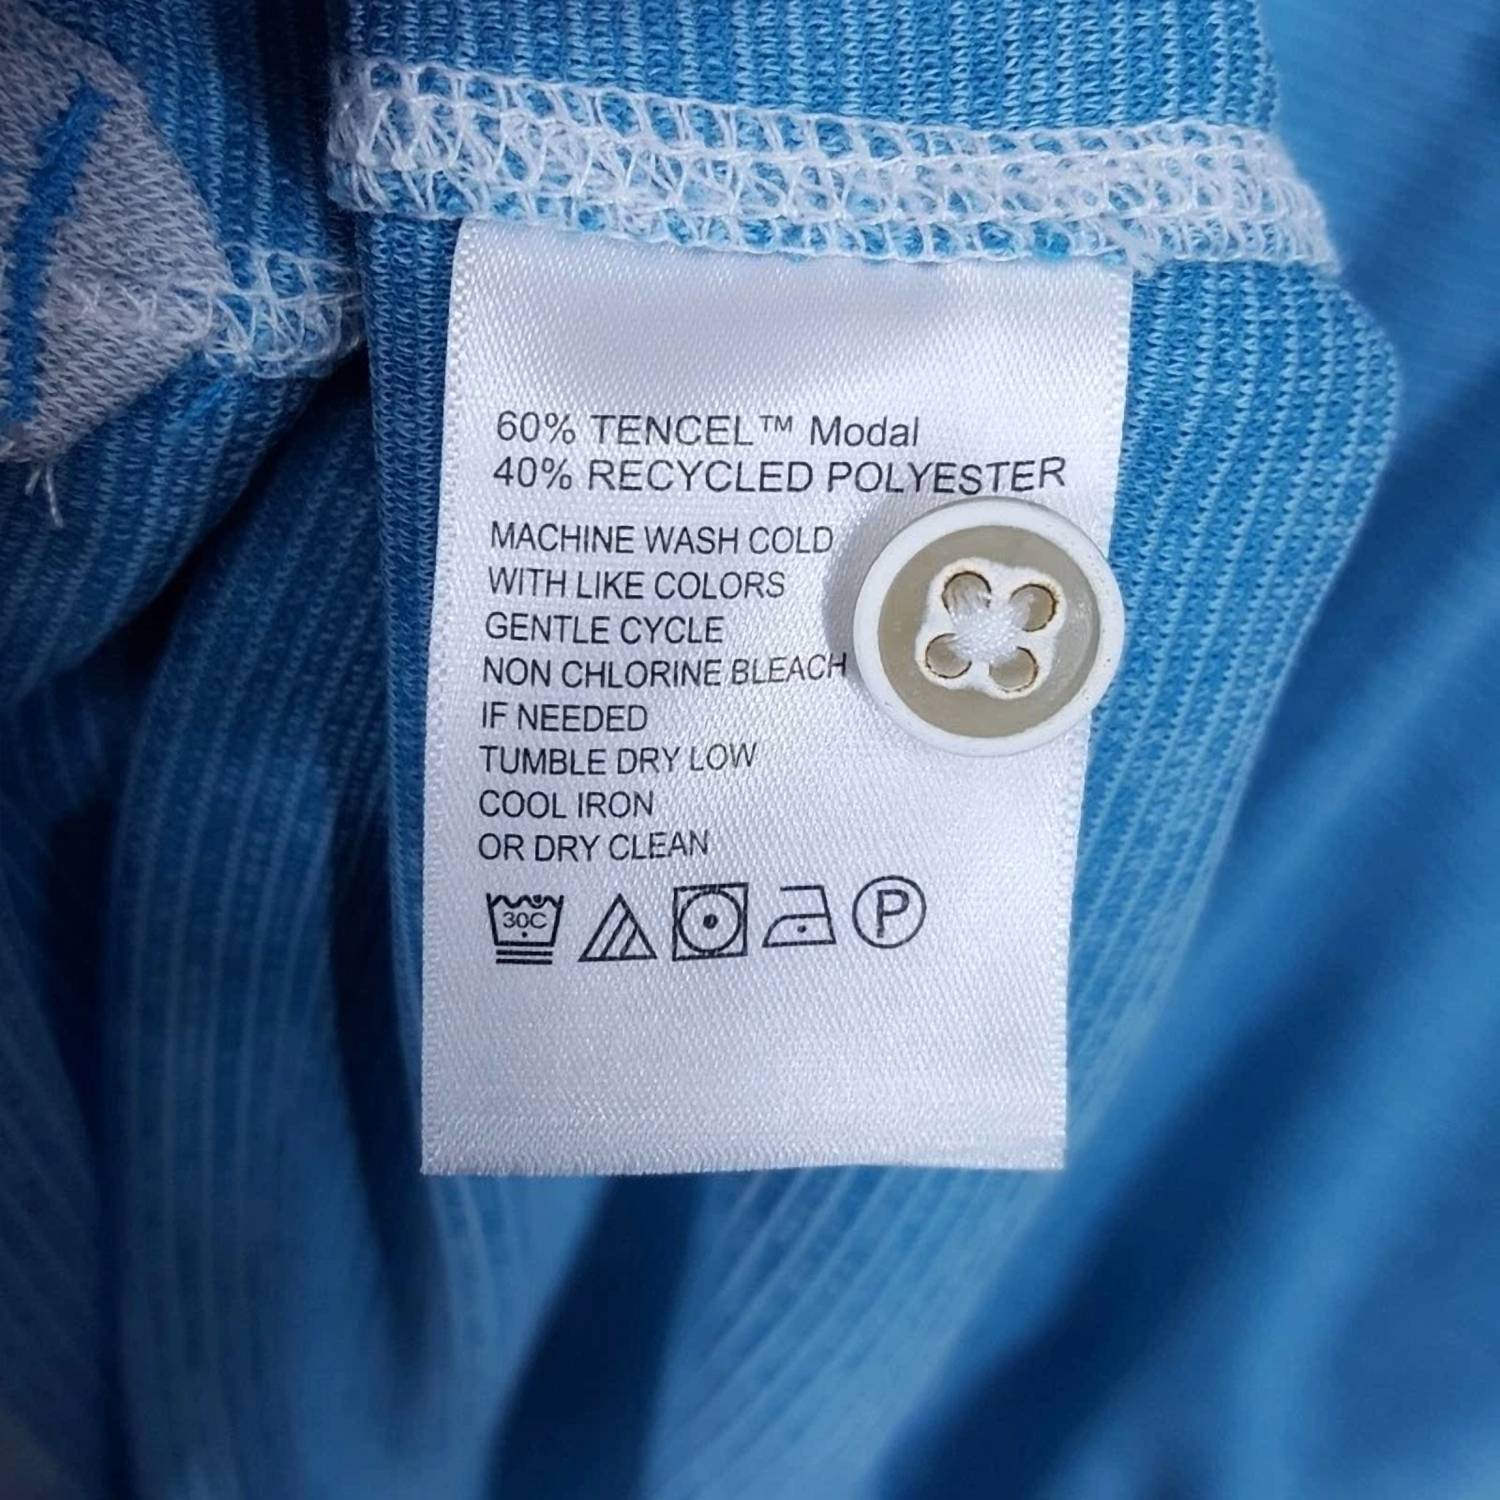 60% TENCEL™ Modal
40% RECYCLED POLYESTER
MACHINE WASH COLD
WITH LIKE COLORS
GENTLE CYCLE
NON CHLORINE BLEACH
IF NEEDED
TUMBLE DRY LOW
COOL IRON
OR DRY CLEAN
30C P